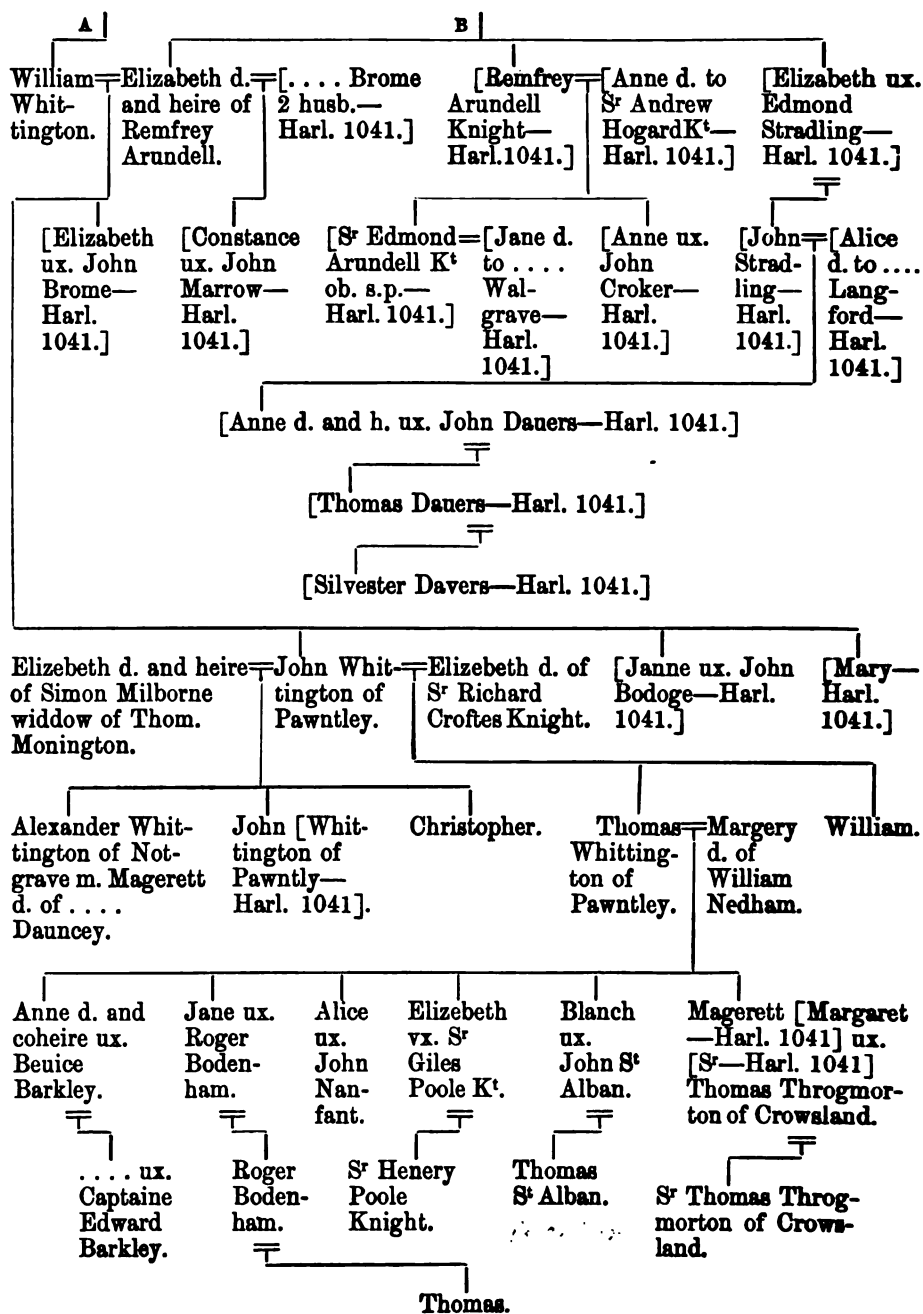 A B
William Elizabeth d. [. . . . Brome [Remfrey [Anne d. to [Elizabeth ux.
Whit- and heire of 2 husb.— Arundell Sr Andrew Edmond
tington. Remfrey Harl. 1041.] Knight— HogardKt— Stradling—
Arundell. Harl.1041.] Harl. 1041.] Harl. 1041.]
[Elizabeth [Constance [Sr Edmond [Jane d. [Anne ux. [John [Alice
ux. John ux. John Arundell Kt to . . . . John Strad- d. to ....
Brome— Marrow— ob. s.p.— Wal- Croker— ling— Lang-
Harl. Harl. Harl. 1041.] grave— Harl. Harl. ford—
1041.] 1041.] Harl. 1041.] 1041.] Harl.
1041.] 1041.]
[Anne d. and h. ux. John Dauers—Harl. 1041.]
[Thomas Dauers—Harl. 1041.]
[Silvester Davers—Harl. 1041.]
Elizebeth d. and heire John Whit- Elizebeth d. of [Janne ux. John [Mary—
of Simon Milborne tington of Sr Richard Bodoge—Harl. Harl.
widdow of Thom. Pawntley. Croftes Knight. 1041.] 1041.]
Monington.
Alexander Whit- John [Whit- Christopher. Thomas Margery William.
tington of Not- tington of Whitting- d. of
grave m. Magerett Pawntly— ton of William
d. of . . . . Harl. 1041]. Pawntley. Nedham.
Dauncey.
Anne d. and Jane ux. Alice Elizebeth Blanch Magerett [Margaret
coheire ux. Roger ux. vx. Sr ux. —Harl. 1041] ux.
Beuice Boden- John Giles John St [Sr—Harl. 1041]
Barkley. ham. Nan- Poole Kt. Alban. Thomas Throgmor-
fant. ton of Crowsland.
. . . . ux. Roger Sr Henery Thomas
Captaine Boden- Poole St Alban. Sr Thomas Throg-
Edward ham. Knight. morton of Crows-
Barkley. land.
Thomas.